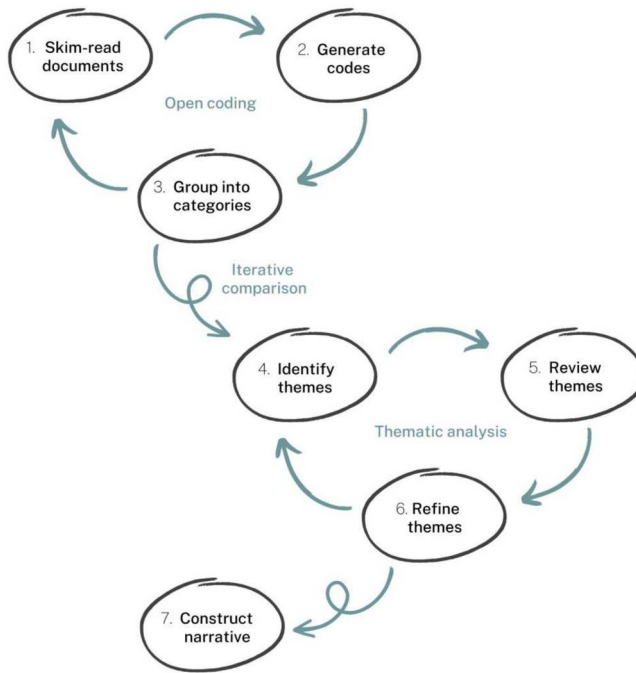 1. Skim-read
documents
2. Generate
codes
Open coding
3. Group into
categories
Iterative
comparison
4. Identify
themes
5. Review
themes
Thematic analysis
6. Refine
themes
7. Construct
narrative